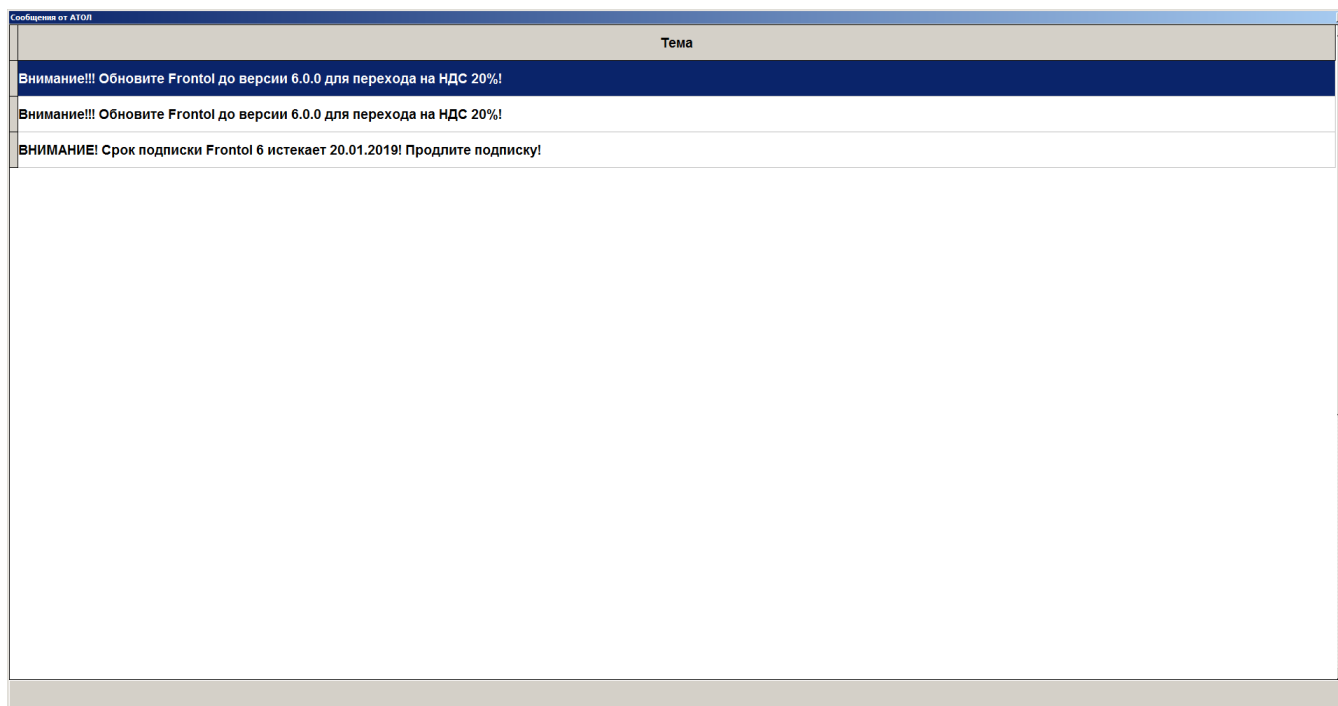 Сообщения от АТОЛ
Тема
Внимание!!! Обновите Frontol до версии 6.0.0 для перехода на НДС 20%!
Внимание!!! Обновите Frontol до версии 6.0.0 для перехода на НДС 20%!
ВНИМАНИЕ! Срок подписки Frontol 6 истекает 20.01.2019! Продлите подписку!